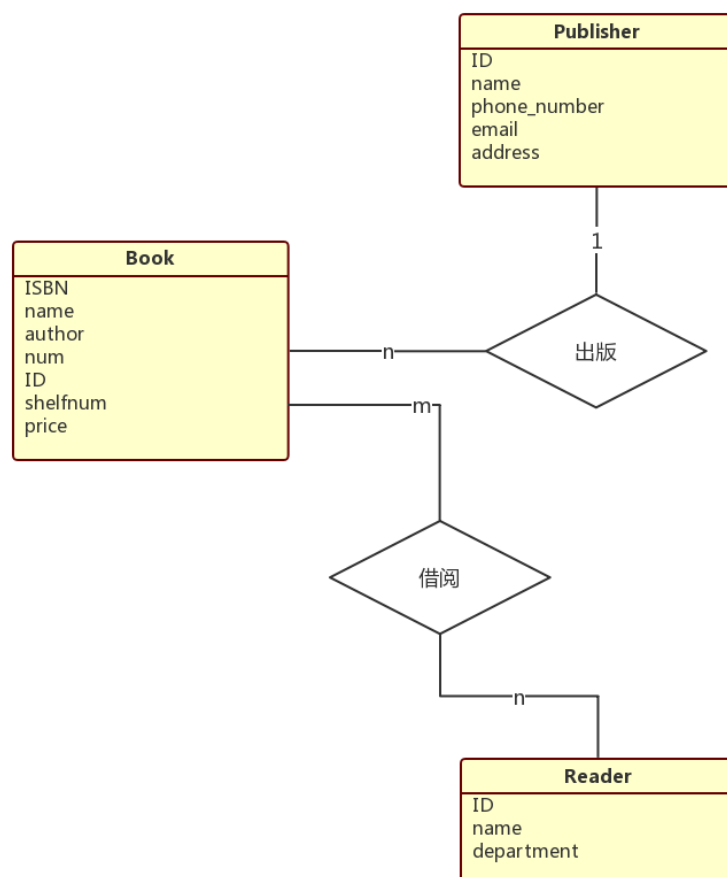 Publisher
ID
name
phone_number
email
address
1
Book
ISBN
name
author
num
ID
shelfnum
price
n
出版
m
借阅
n
Reader
ID
name
department